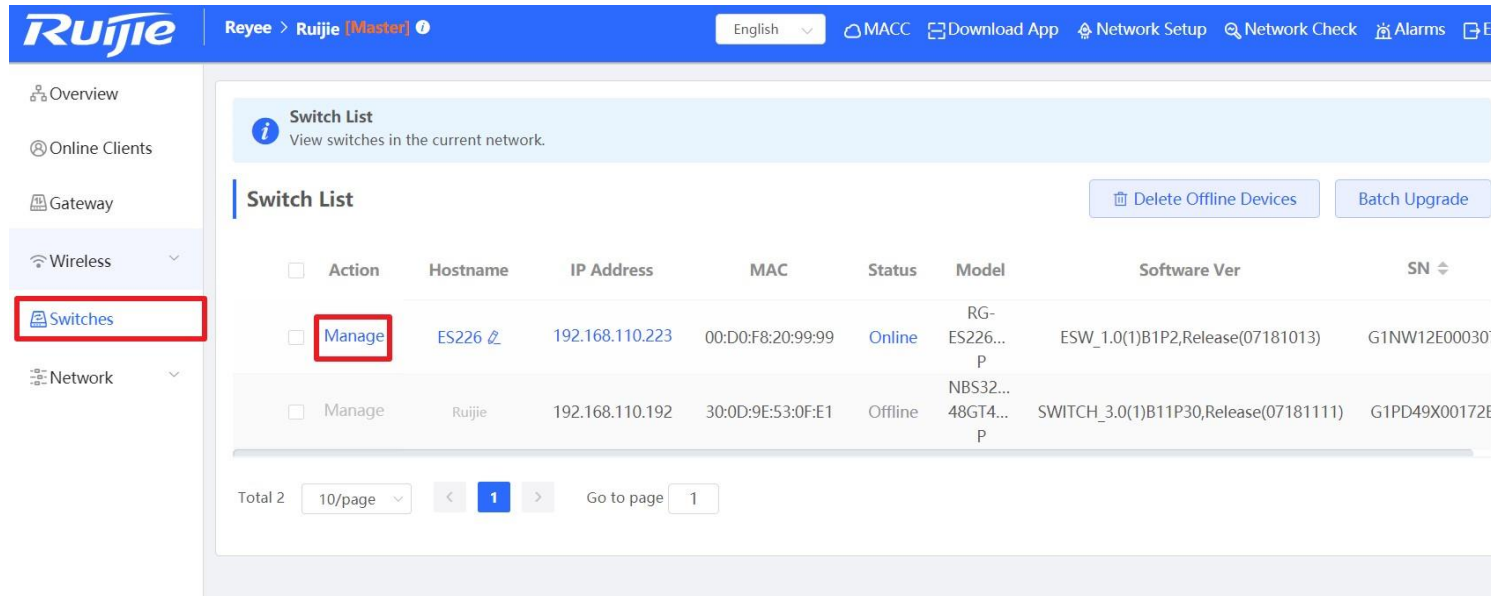 Ruijie
Reyee > Ruijie [Master]
English
MACC
Download App
Network Setup
Network Check
Alarms
Overview
Online Clients
Gateway
Wireless
Switches
Network
Switch List
View switches in the current network.
Switch List
Delete Offline Devices
Batch Upgrade
Action Hostname IP Address MAC Status Model Software Ver SN
Manage ES226 192.168.110.223 00:D0:F8:20:99:99 Online RG-ES226...P ESW_1.0(1)B1P2,Release(07181013) G1NW12E00030
Manage Ruijie 192.168.110.192 30:0D:9E:53:0F:E1 Offline NBS32...48GT4...P SWITCH_3.0(1)B11P30,Release(07181111) G1PD49X00172
Total 2 10/page < 1 > Go to page 1